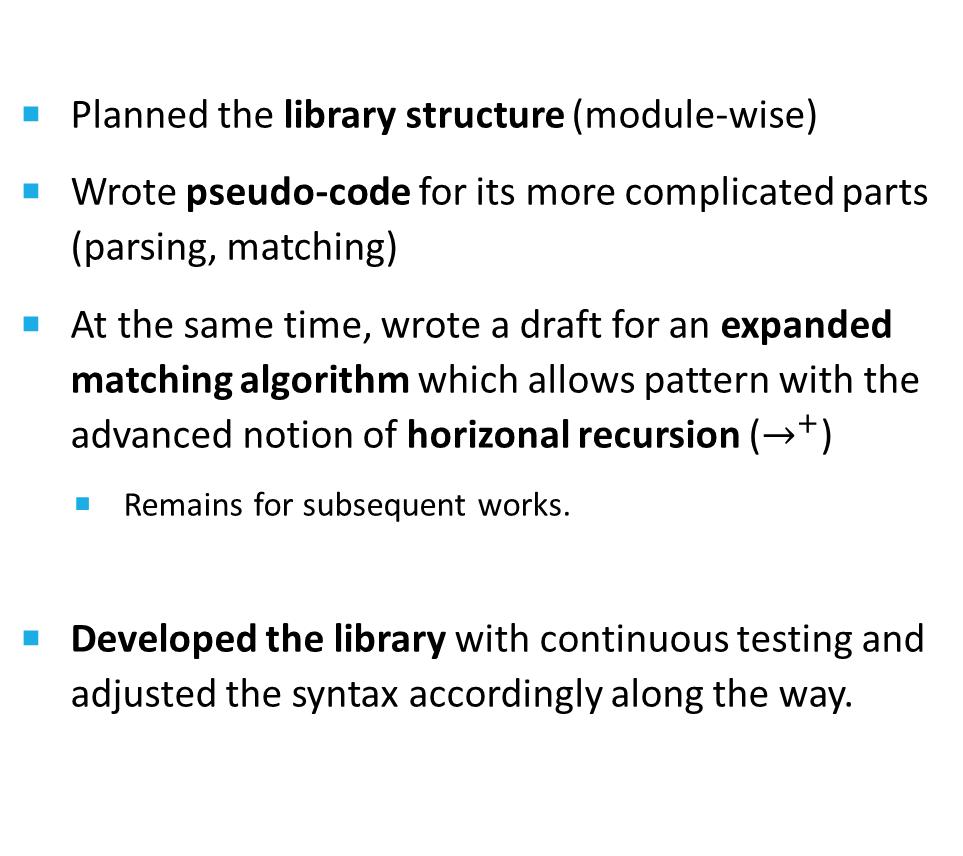 Planned the library structure (module-wise)
Wrote pseudo-code for its more complicated parts
(parsing, matching)
At the same time, wrote a draft for an expanded
matching algorithm which allows pattern with the
advanced notion of horizonal recursion (→⁺)
Remains for subsequent works.
Developed the library with continuous testing and
adjusted the syntax accordingly along the way.